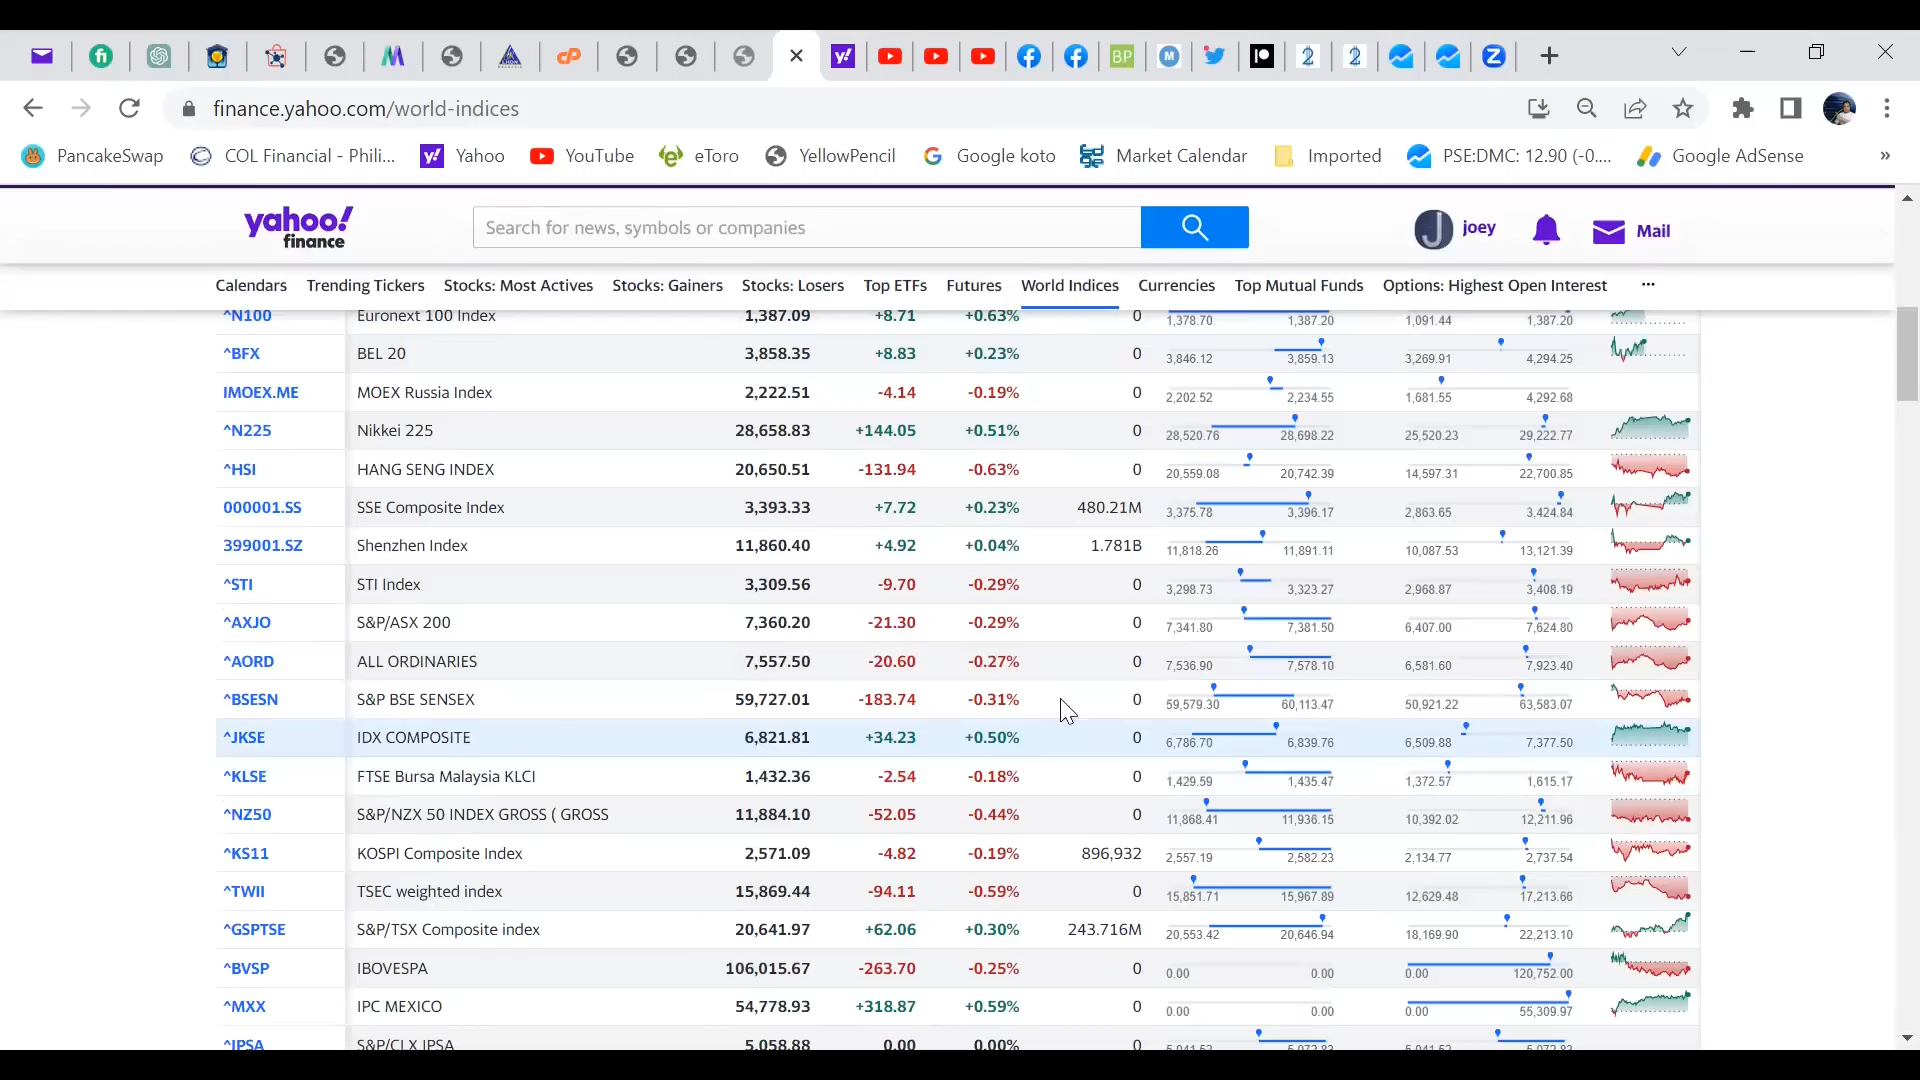 finance.yahoo.com/world-indices
PancakeSwap COL Financial - Phili... Yahoo YouTube eToro YellowPencil Google koto Market Calendar Imported PSE:DMC: 12.90 (-0.... Google AdSense »
yahoo! finance Search for news, symbols or companies J joey Mail
Calendars Trending Tickers Stocks: Most Actives Stocks: Gainers Stocks: Losers Top ETFs Futures World Indices Currencies Top Mutual Funds Options: Highest Open Interest ...
^N100 Euronext 100 Index 1,387.09 +8.71 +0.63% 0 1,378.70 1,387.20 1,091.44 1,387.20
^BFX BEL 20 3,858.35 +8.83 +0.23% 0 3,846.12 3,859.13 3,269.91 4,294.25
IMOEX.ME MOEX Russia Index 2,222.51 -4.14 -0.19% 0 2,202.52 2,234.55 1,681.55 4,292.68
^N225 Nikkei 225 28,658.83 +144.05 +0.51% 0 28,520.76 28,698.22 25,520.23 29,222.77
^HSI HANG SENG INDEX 20,650.51 -131.94 -0.63% 0 20,559.08 20,742.39 14,597.31 22,700.85
000001.SS SSE Composite Index 3,393.33 +7.72 +0.23% 480.21M 3,375.78 3,396.17 2,863.65 3,424.84
399001.SZ Shenzhen Index 11,860.40 +4.92 +0.04% 1.781B 11,818.26 11,891.11 10,087.53 13,121.39
^STI STI Index 3,309.56 -9.70 -0.29% 0 3,298.73 3,323.27 2,968.87 3,408.19
^AXJO S&P/ASX 200 7,360.20 -21.30 -0.29% 0 7,341.80 7,381.50 6,407.00 7,624.80
^AORD ALL ORDINARIES 7,557.50 -20.60 -0.27% 0 7,536.90 7,578.10 6,581.60 7,923.40
^BSESN S&P BSE SENSEX 59,727.01 -183.74 -0.31% 0 59,579.30 60,113.47 50,921.22 63,583.07
^JKSE IDX COMPOSITE 6,821.81 +34.23 +0.50% 0 6,786.70 6,839.76 6,509.88 7,377.50
^KLSE FTSE Bursa Malaysia KLCI 1,432.36 -2.54 -0.18% 0 1,429.59 1,435.47 1,372.57 1,615.17
^NZ50 S&P/NZX 50 INDEX GROSS ( GROSS 11,884.10 -52.05 -0.44% 0 11,868.41 11,936.15 10,392.02 12,211.96
^KS11 KOSPI Composite Index 2,571.09 -4.82 -0.19% 896,932 2,557.19 2,582.23 2,134.77 2,737.54
^TWII TSEC weighted index 15,869.44 -94.11 -0.59% 0 15,851.71 15,967.89 12,629.48 17,213.66
^GSPTSE S&P/TSX Composite index 20,641.97 +62.06 +0.30% 243.716M 20,553.42 20,646.94 18,169.90 22,213.10
^BVSP IBOVESPA 106,015.67 -263.70 -0.25% 0 0.00 0.00 0.00 120,752.00
^MXX IPC MEXICO 54,778.93 +318.87 +0.59% 0 0.00 0.00 0.00 55,309.97
^IPSA S&P/CLX IPSA 5,058.88 0.00 0.00% 0 5,041.52 5,072.83 5,041.52 5,072.83